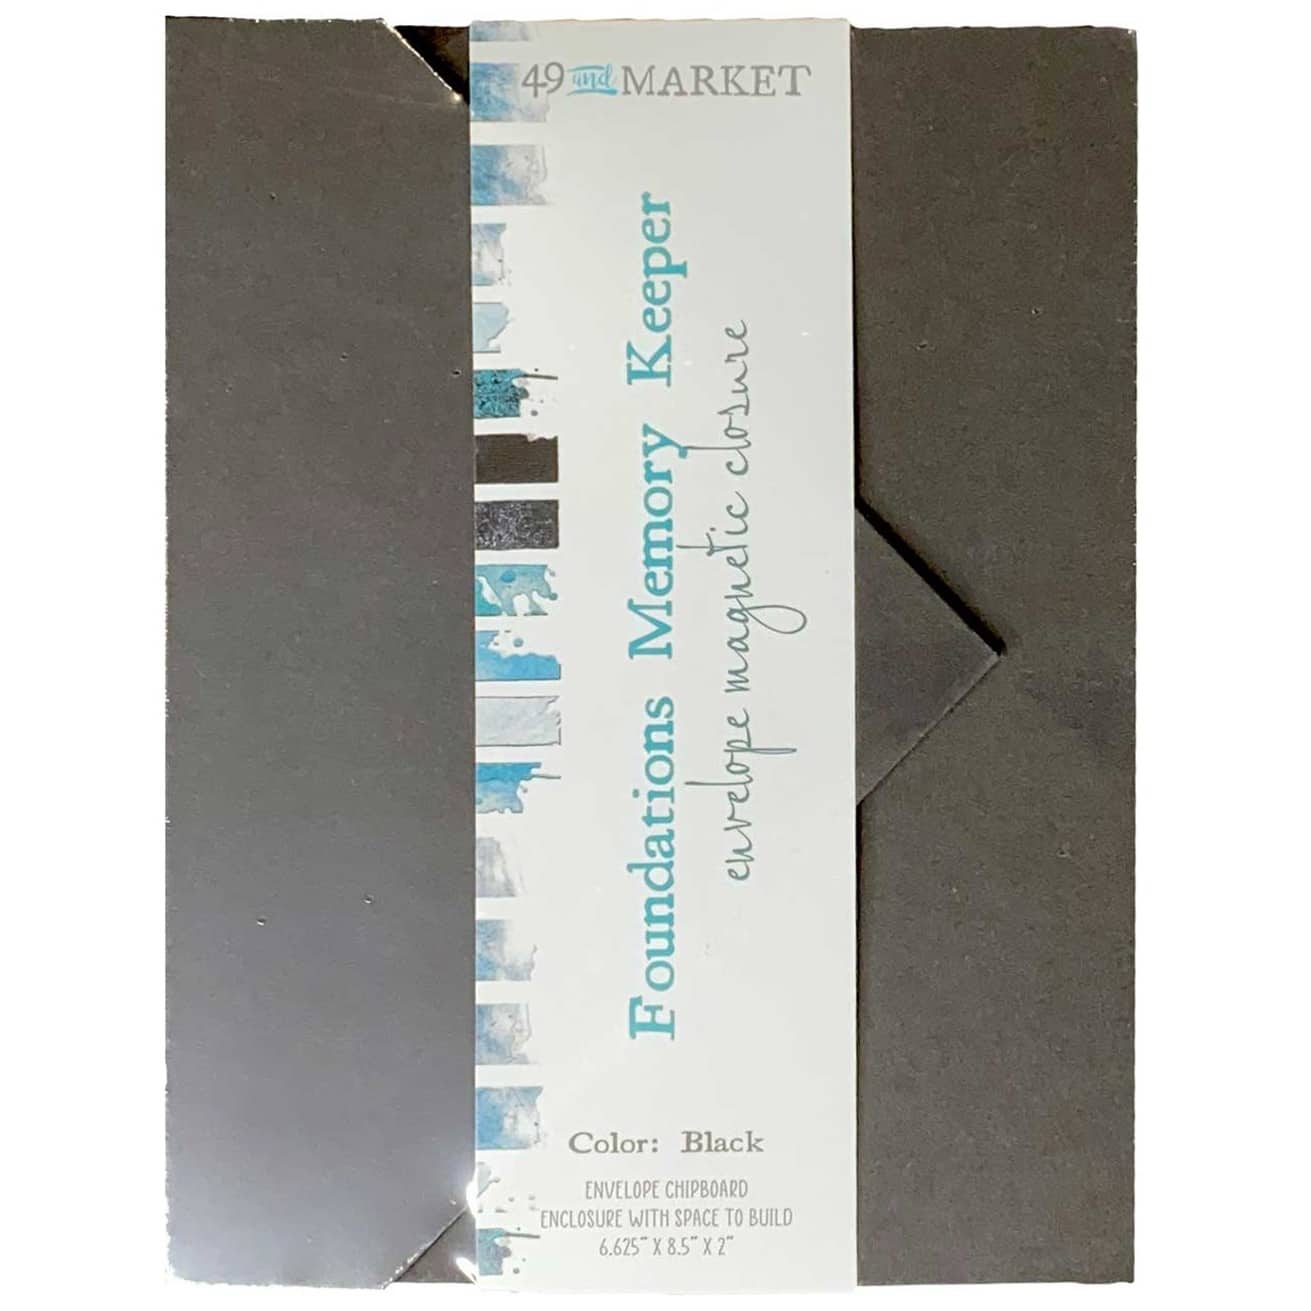 49 and MARKET
Foundations Memory Keeper
envelope magnetic closure
Color: Black
ENVELOPE CHIPBOARD
ENCLOSURE WITH SPACE TO BUILD
6.625" X 8.5" X 2"